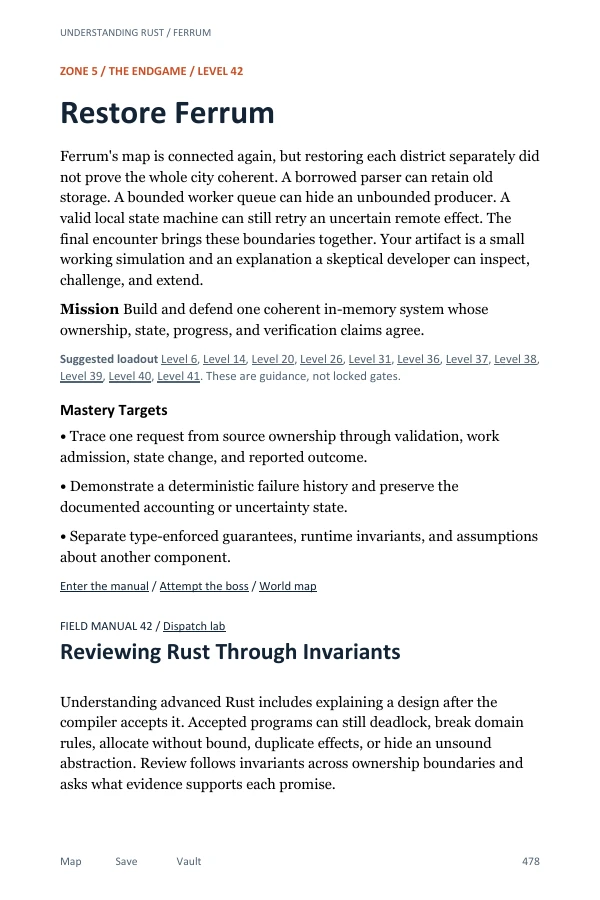 UNDERSTANDING RUST / FERRUM
ZONE 5 / THE ENDGAME / LEVEL 42
Restore Ferrum
Ferrum's map is connected again, but restoring each district separately did
not prove the whole city coherent. A borrowed parser can retain old
storage. A bounded worker queue can hide an unbounded producer. A
valid local state machine can still retry an uncertain remote effect. The
final encounter brings these boundaries together. Your artifact is a small
working simulation and an explanation a skeptical developer can inspect,
challenge, and extend.
Mission Build and defend one coherent in-memory system whose
ownership, state, progress, and verification claims agree.
Suggested loadout Level 6, Level 14, Level 20, Level 26, Level 31, Level 36, Level 37, Level 38,
Level 39, Level 40, Level 41. These are guidance, not locked gates.
Mastery Targets
• Trace one request from source ownership through validation, work
admission, state change, and reported outcome.
• Demonstrate a deterministic failure history and preserve the
documented accounting or uncertainty state.
• Separate type-enforced guarantees, runtime invariants, and assumptions
about another component.
Enter the manual / Attempt the boss / World map
FIELD MANUAL 42 / Dispatch lab
Reviewing Rust Through Invariants
Understanding advanced Rust includes explaining a design after the
compiler accepts it. Accepted programs can still deadlock, break domain
rules, allocate without bound, duplicate effects, or hide an unsound
abstraction. Review follows invariants across ownership boundaries and
asks what evidence supports each promise.
Map Save Vault 478